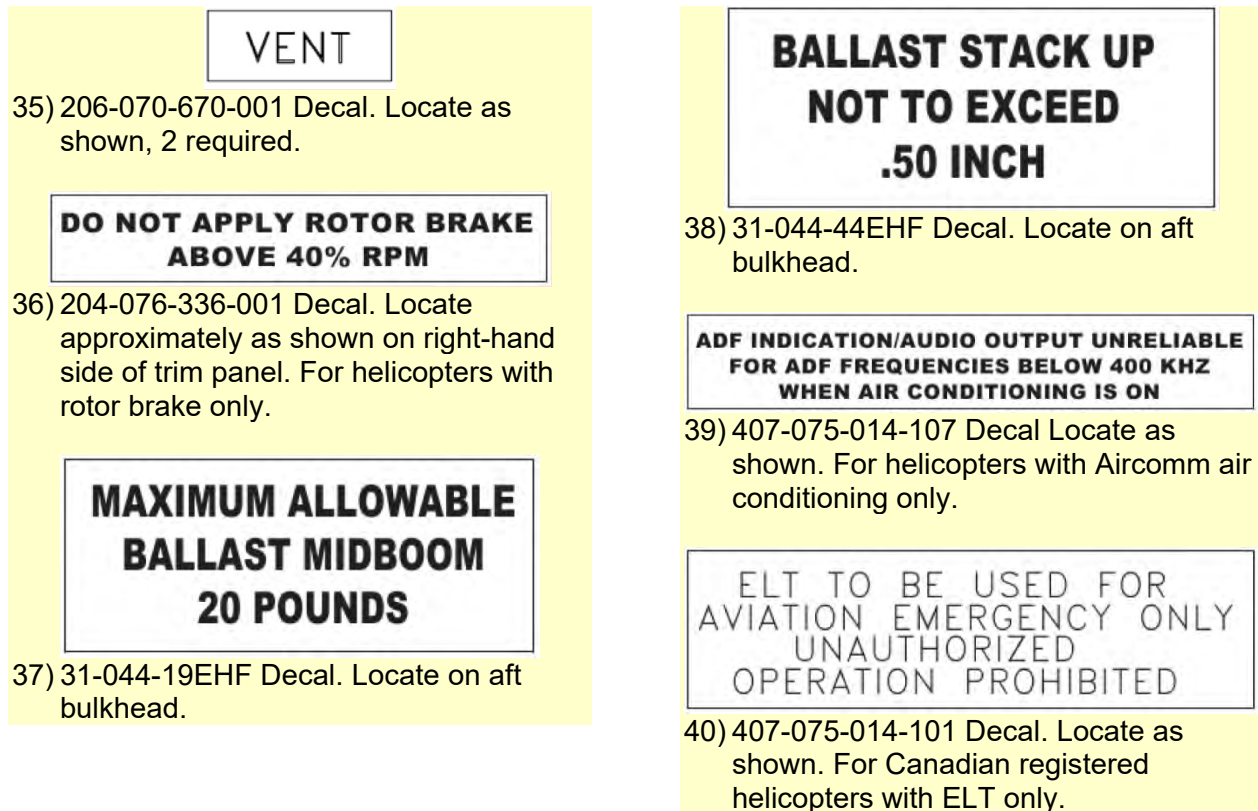 VENT
35) 206-070-670-001 Decal. Locate as
shown, 2 required.
DO NOT APPLY ROTOR BRAKE
ABOVE 40% RPM
36) 204-076-336-001 Decal. Locate
approximately as shown on right-hand
side of trim panel. For helicopters with
rotor brake only.
MAXIMUM ALLOWABLE
BALLAST MIDBOOM
20 POUNDS
37) 31-044-19EHF Decal. Locate on aft
bulkhead.
BALLAST STACK UP
NOT TO EXCEED
.50 INCH
38) 31-044-44EHF Decal. Locate on aft
bulkhead.
ADF INDICATION/AUDIO OUTPUT UNRELIABLE
FOR ADF FREQUENCIES BELOW 400 KHZ
WHEN AIR CONDITIONING IS ON
39) 407-075-014-107 Decal Locate as
shown. For helicopters with Aircomm air
conditioning only.
ELT TO BE USED FOR
AVIATION EMERGENCY ONLY
UNAUTHORIZED
OPERATION PROHIBITED
40) 407-075-014-101 Decal. Locate as
shown. For Canadian registered
helicopters with ELT only.